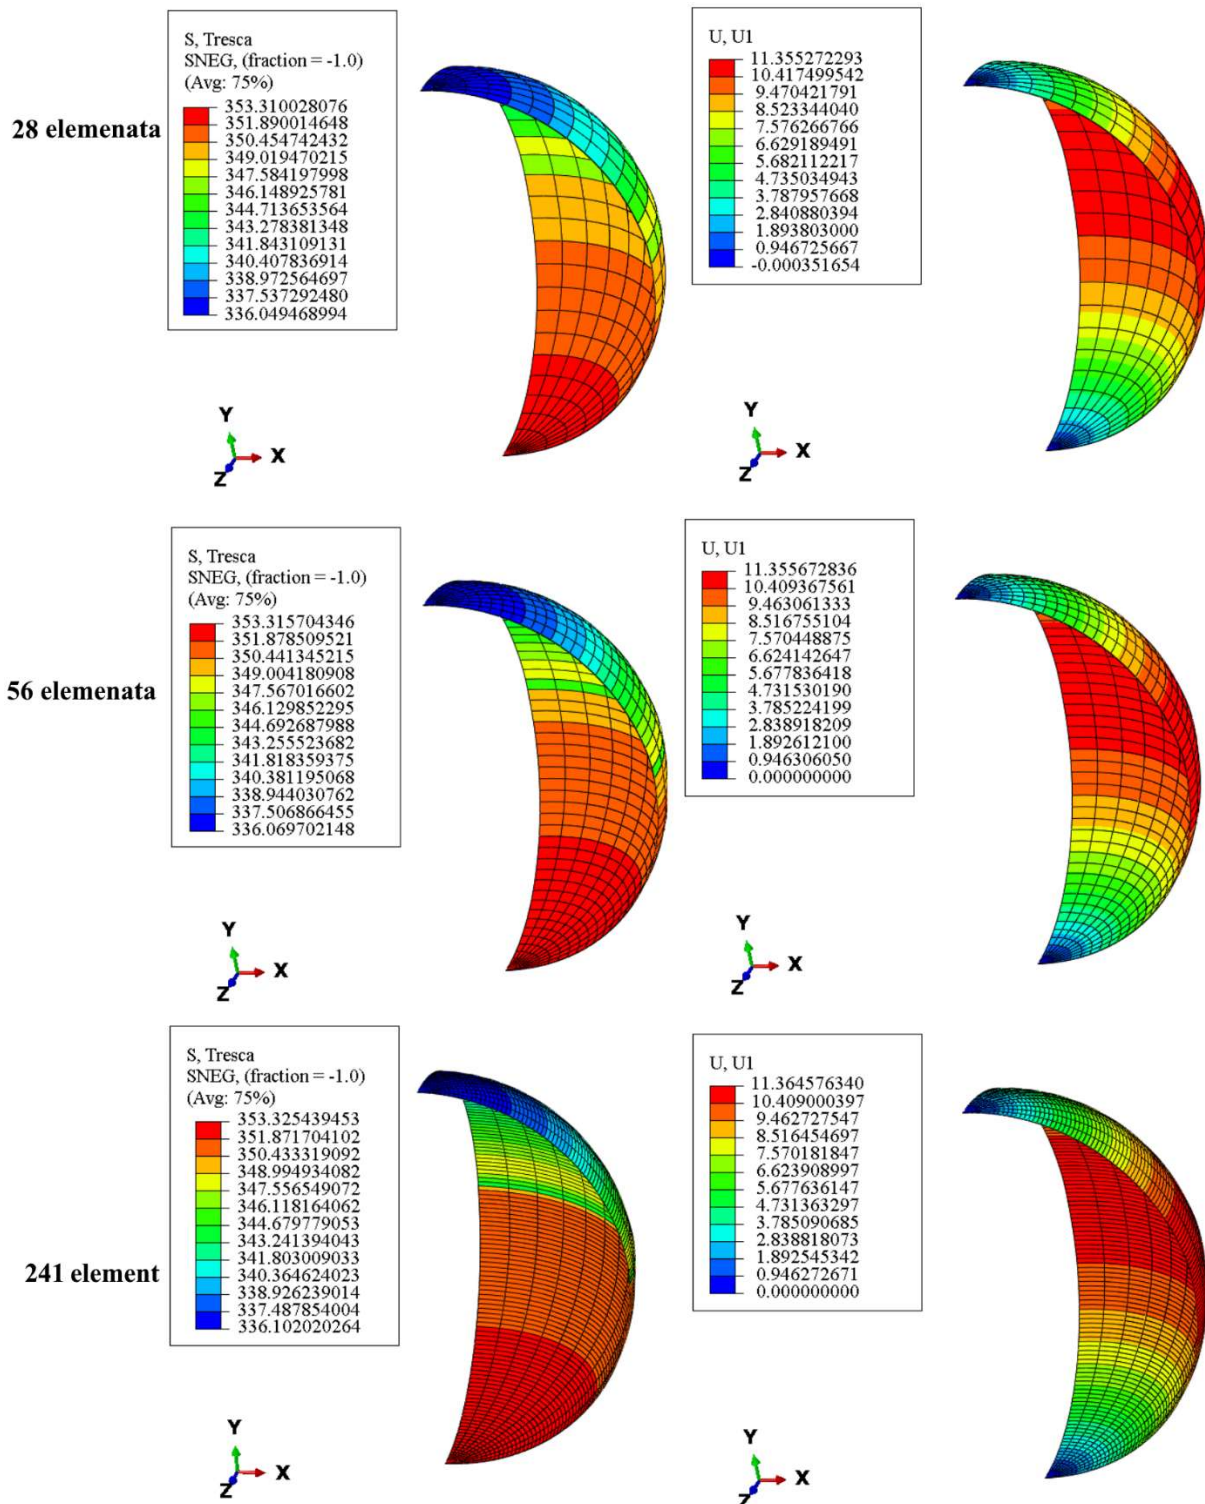 28 elemenata
S, Tresca
SNEG, (fraction = -1.0)
(Avg: 75%)
353.310028076
351.890014648
350.454742432
349.019470215
347.584197998
346.148925781
344.713653564
343.278381348
341.843109131
340.407836914
338.972564697
337.537292480
336.049468994
Y
X
Z
U, U1
11.355272293
10.417499542
9.470421791
8.523344040
7.576266766
6.629189491
5.682112217
4.735034943
3.787957668
2.840880394
1.893803000
0.946725667
-0.000351654
Y
X
Z
56 elemenata
S, Tresca
SNEG, (fraction = -1.0)
(Avg: 75%)
353.315704346
351.878509521
350.441345215
349.004180908
347.567016602
346.129852295
344.692687988
343.255523682
341.818359375
340.381195068
338.944030762
337.506866455
336.069702148
Y
X
Z
U, U1
11.355672836
10.409367561
9.463061333
8.516755104
7.570448875
6.624142647
5.677836418
4.731530190
3.785224199
2.838918209
1.892612100
0.946306050
0.000000000
Y
X
Z
241 element
S, Tresca
SNEG, (fraction = -1.0)
(Avg: 75%)
353.325439453
351.871704102
350.433319092
348.994934082
347.556549072
346.118164062
344.679779053
343.241394043
341.803009033
340.364624023
338.926239014
337.487854004
336.102020264
Y
X
Z
U, U1
11.364576340
10.409000397
9.462727547
8.516454697
7.570181847
6.623908997
5.677636147
4.731363297
3.785090685
2.838818073
1.892545342
0.946272671
0.000000000
Y
X
Z